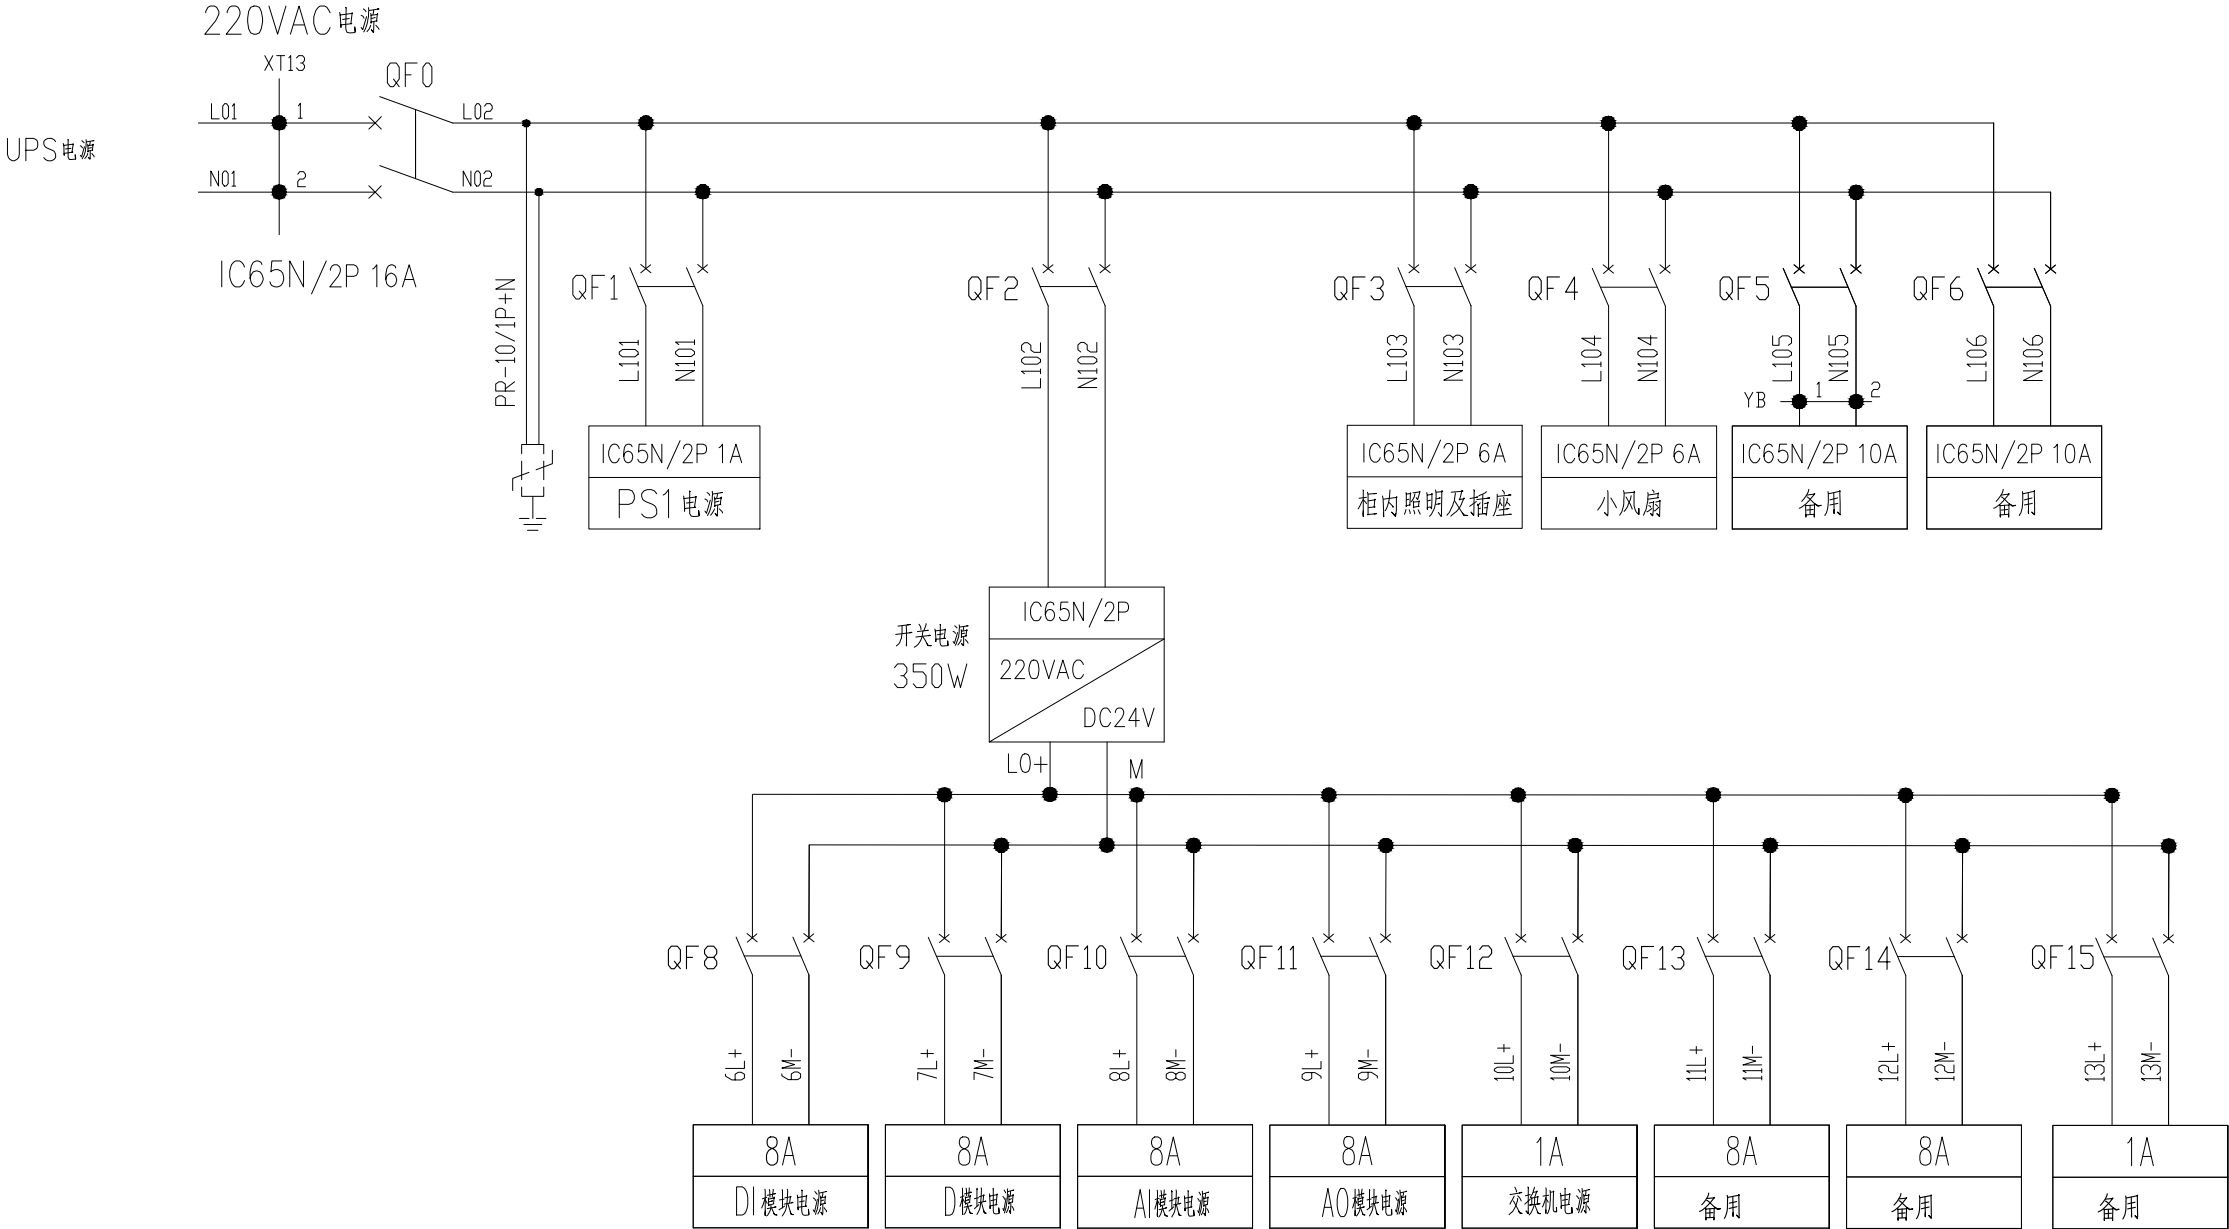 220VAC电源
XT13
QF0
L01
1
L02
UPS电源
N01
2
N02
IC65N/2P 16A
PR-10/1P+N
QF1
QF2
QF3
QF4
QF5
QF6
L101
N101
L102
N102
L103
N103
L104
N104
L105
N105
L106
N106
YB
1
2
IC65N/2P 1A
PS1电源
IC65N/2P 6A
柜内照明及插座
IC65N/2P 6A
小风扇
IC65N/2P 10A
备用
IC65N/2P 10A
备用
开关电源
350W
IC65N/2P
220VAC
DC24V
L0+
M
QF8
QF9
QF10
QF11
QF12
QF13
QF14
QF15
6L+
6M-
7L+
7M-
8L+
8M-
9L+
9M-
10L+
10M-
11L+
11M-
12L+
12M-
13L+
13M-
8A
DI模块电源
8A
D模块电源
8A
AI模块电源
8A
AO模块电源
1A
交换机电源
8A
备用
8A
备用
1A
备用